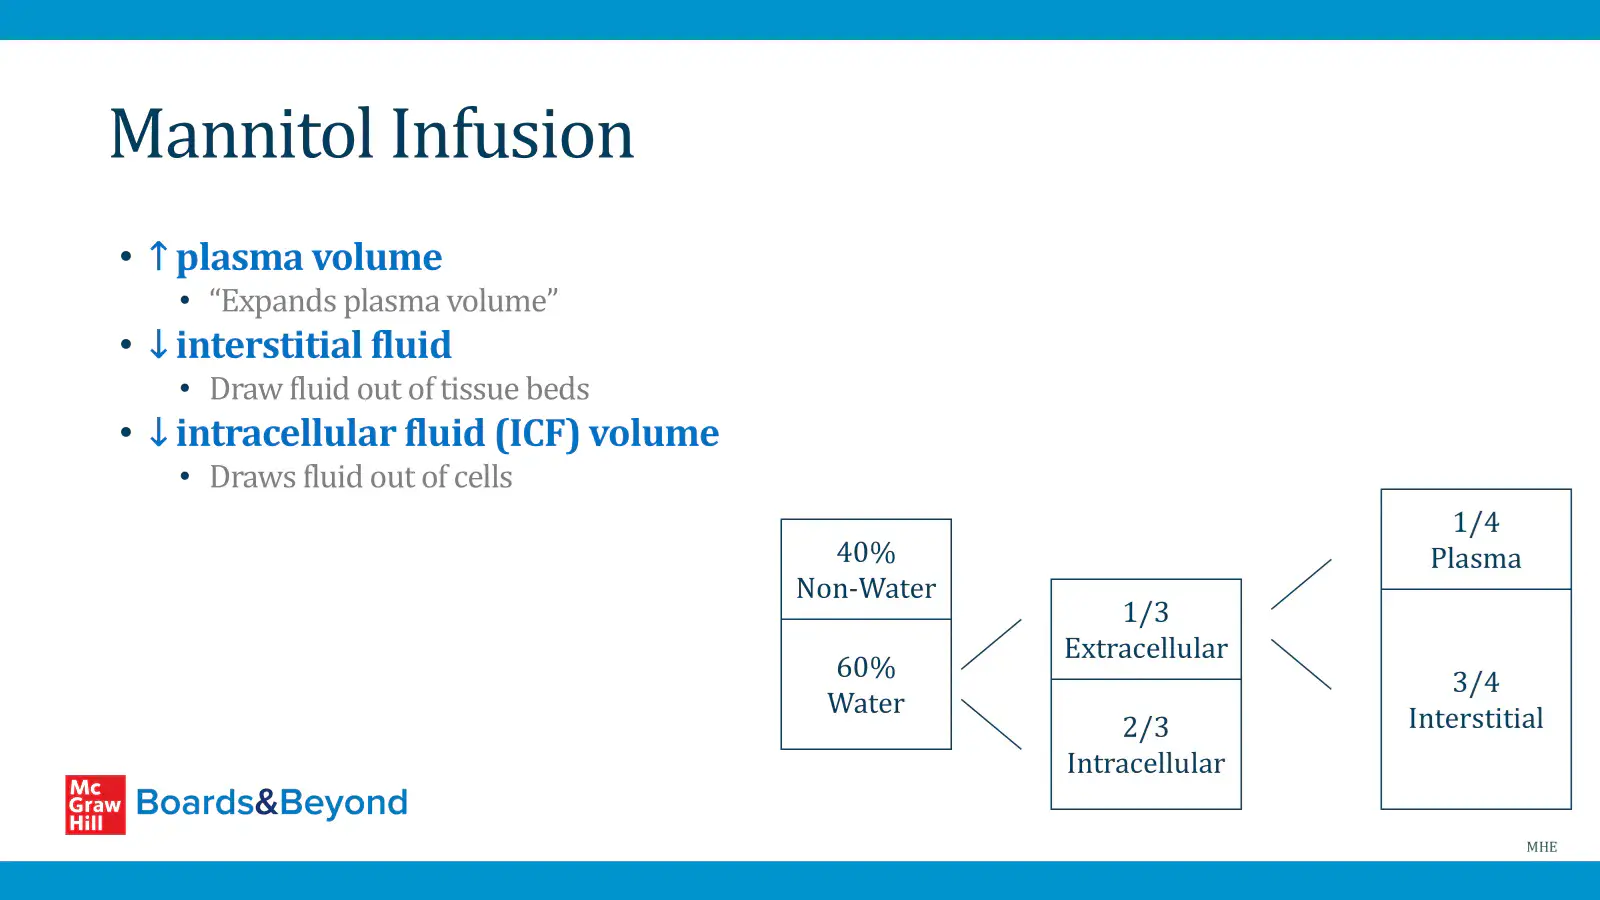 Mannitol Infusion
• ↑ plasma volume
• “Expands plasma volume”
• ↓ interstitial fluid
• Draw fluid out of tissue beds
• ↓ intracellular fluid (ICF) volume
• Draws fluid out of cells
40%
Non-Water
60%
Water
1/3
Extracellular
2/3
Intracellular
1/4
Plasma
3/4
Interstitial
Mc
Graw
Hill
Boards&Beyond
MHE